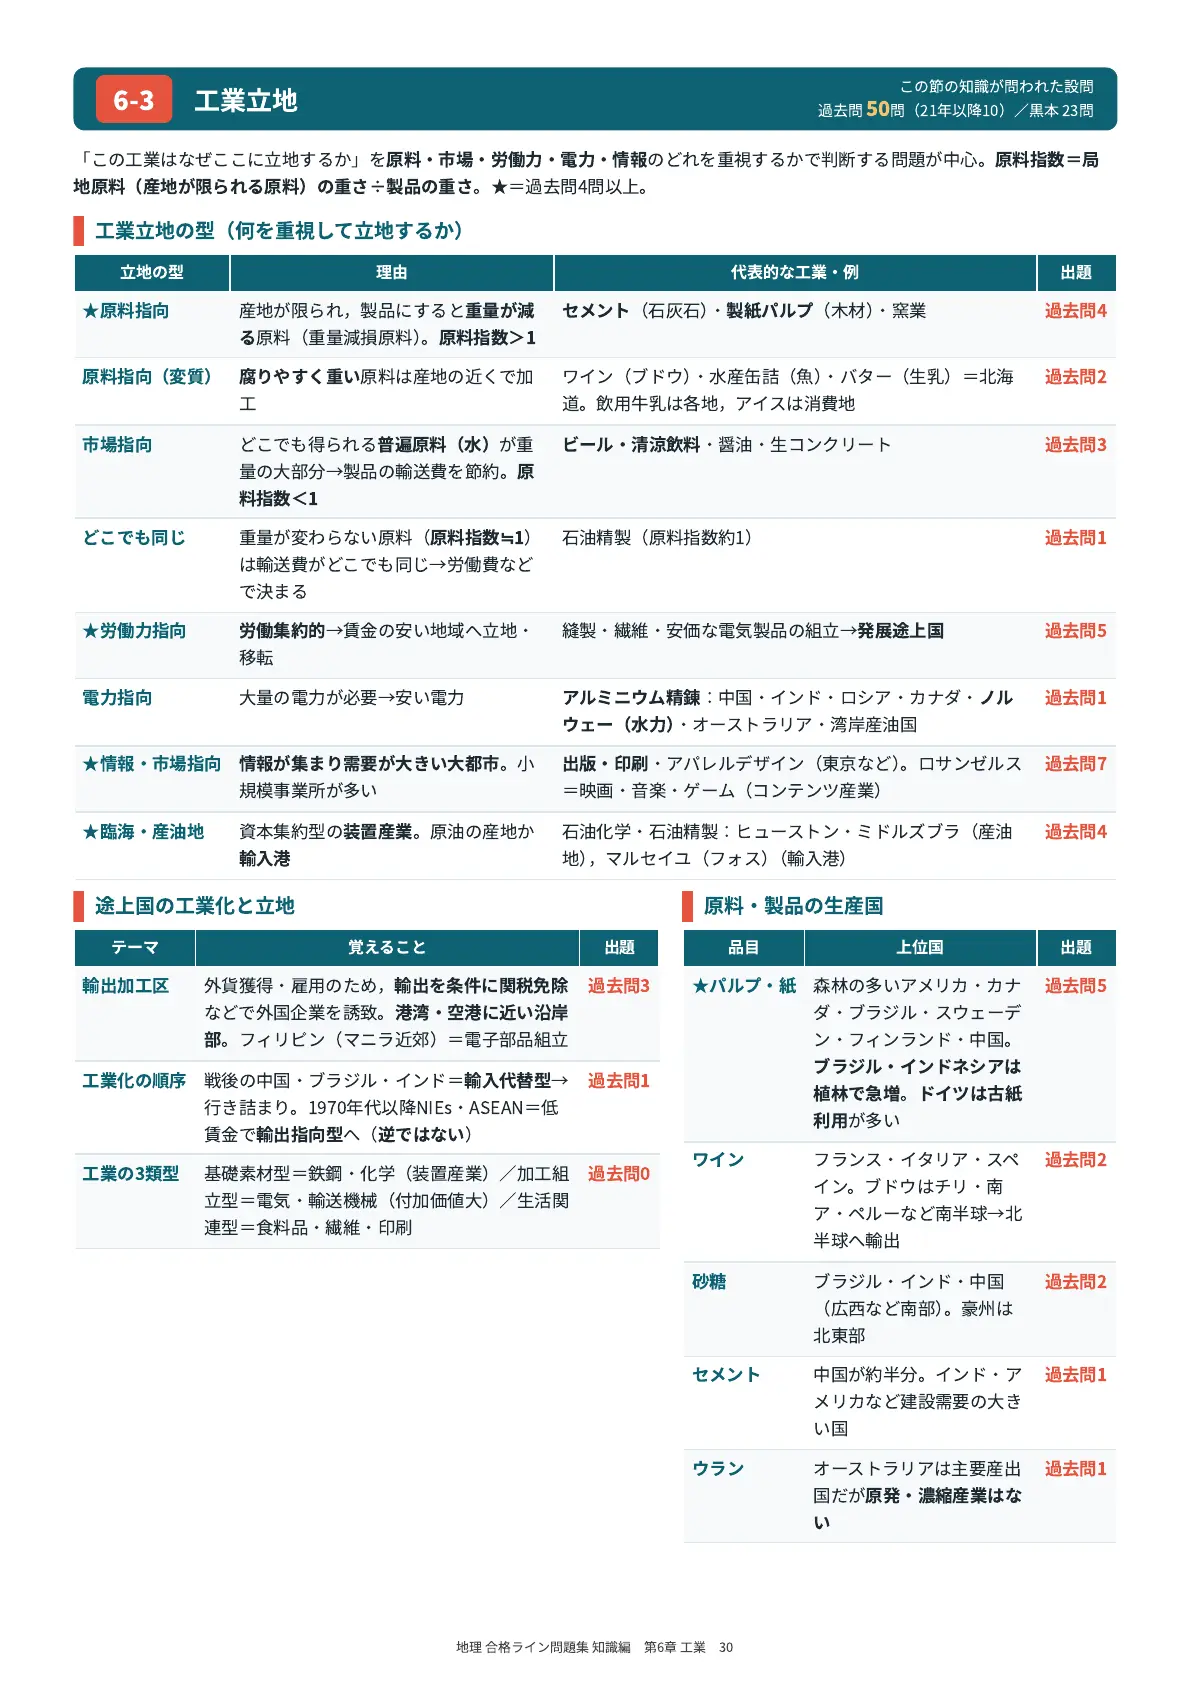 6-3 工業立地
この節の知識が問われた設問
過去問 50問（21年以降10）／黒本 23問
「この工業はなぜここに立地するか」を原料・市場・労働力・電力・情報のどれを重視するかで判断する問題が中心。原料指数＝局
地原料（産地が限られる原料）の重さ÷製品の重さ。★＝過去問4問以上。
工業立地の型（何を重視して立地するか）
立地の型 理由 代表的な工業・例 出題
★原料指向 産地が限られ，製品にすると重量が減 セメント（石灰石）・製紙パルプ（木材）・窯業 過去問4
る原料（重量減損原料）。原料指数＞1
原料指向（変質） 腐りやすく重い原料は産地の近くで加 ワイン（ブドウ）・水産缶詰（魚）・バター（生乳）＝北海 過去問2
工 道。飲用牛乳は各地，アイスは消費地
市場指向 どこでも得られる普遍原料（水）が重 ビール・清涼飲料・醤油・生コンクリート 過去問3
量の大部分→製品の輸送費を節約。原
料指数＜1
どこでも同じ 重量が変わらない原料（原料指数≒1） 石油精製（原料指数約1） 過去問1
は輸送費がどこでも同じ→労働費など
で決まる
★労働力指向 労働集約的→賃金の安い地域へ立地・ 縫製・繊維・安価な電気製品の組立→発展途上国 過去問5
移転
電力指向 大量の電力が必要→安い電力 アルミニウム精錬：中国・インド・ロシア・カナダ・ノル 過去問1
ウェー（水力）・オーストラリア・湾岸産油国
★情報・市場指向 情報が集まり需要が大きい大都市。小 出版・印刷・アパレルデザイン（東京など）。ロサンゼルス 過去問7
規模事業所が多い ＝映画・音楽・ゲーム（コンテンツ産業）
★臨海・産油地 資本集約型の装置産業。原油の産地か 石油化学・石油精製：ヒューストン・ミドルズブラ（産油 過去問4
輸入港 地），マルセイユ（フォス）（輸入港）
途上国の工業化と立地
テーマ 覚えること 出題
輸出加工区 外貨獲得・雇用のため，輸出を条件に関税免除 過去問3
などで外国企業を誘致。港湾・空港に近い沿岸
部。フィリピン（マニラ近郊）＝電子部品組立
工業化の順序 戦後の中国・ブラジル・インド＝輸入代替型→ 過去問1
行き詰まり。1970年代以降NIEs・ASEAN＝低
賃金で輸出指向型へ（逆ではない）
工業の3類型 基礎素材型＝鉄鋼・化学（装置産業）／加工組 過去問0
立型＝電気・輸送機械（付加価値大）／生活関
連型＝食料品・繊維・印刷
原料・製品の生産国
品目 上位国 出題
★パルプ・紙 森林の多いアメリカ・カナ 過去問5
ダ・ブラジル・スウェーデ
ン・フィンランド・中国。
ブラジル・インドネシアは
植林で急増。ドイツは古紙
利用が多い
ワイン フランス・イタリア・スペ 過去問2
イン。ブドウはチリ・南
ア・ペルーなど南半球→北
半球へ輸出
砂糖 ブラジル・インド・中国 過去問2
（広西など南部）。豪州は
北東部
セメント 中国が約半分。インド・ア 過去問1
メリカなど建設需要の大き
い国
ウラン オーストラリアは主要産出 過去問1
国だが原発・濃縮産業はな
い
地理 合格ライン問題集 知識編 第6章 工業 30